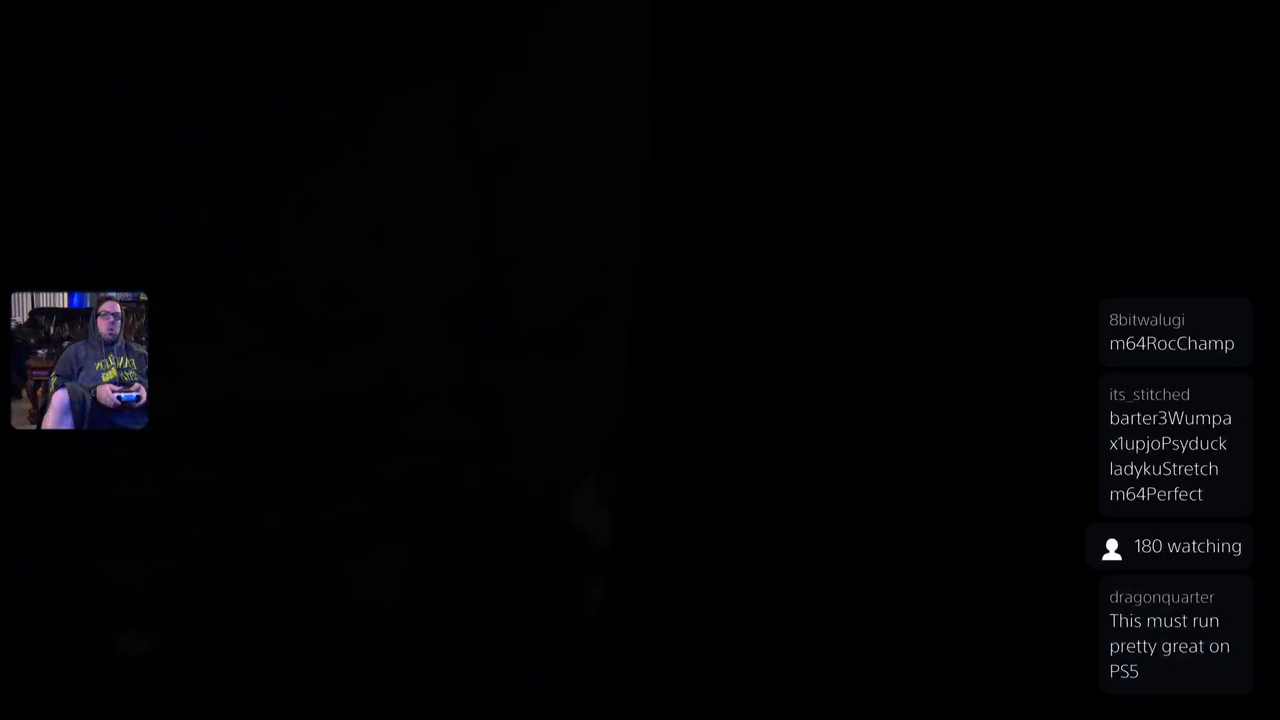 8bitwalugi
m64RocChamp
its_stitched
barter3Wumpa
x1upjoPsyduck
ladykuStretch
m64Perfect
180 watching
dragonquarter
This must run
pretty great on
PS5